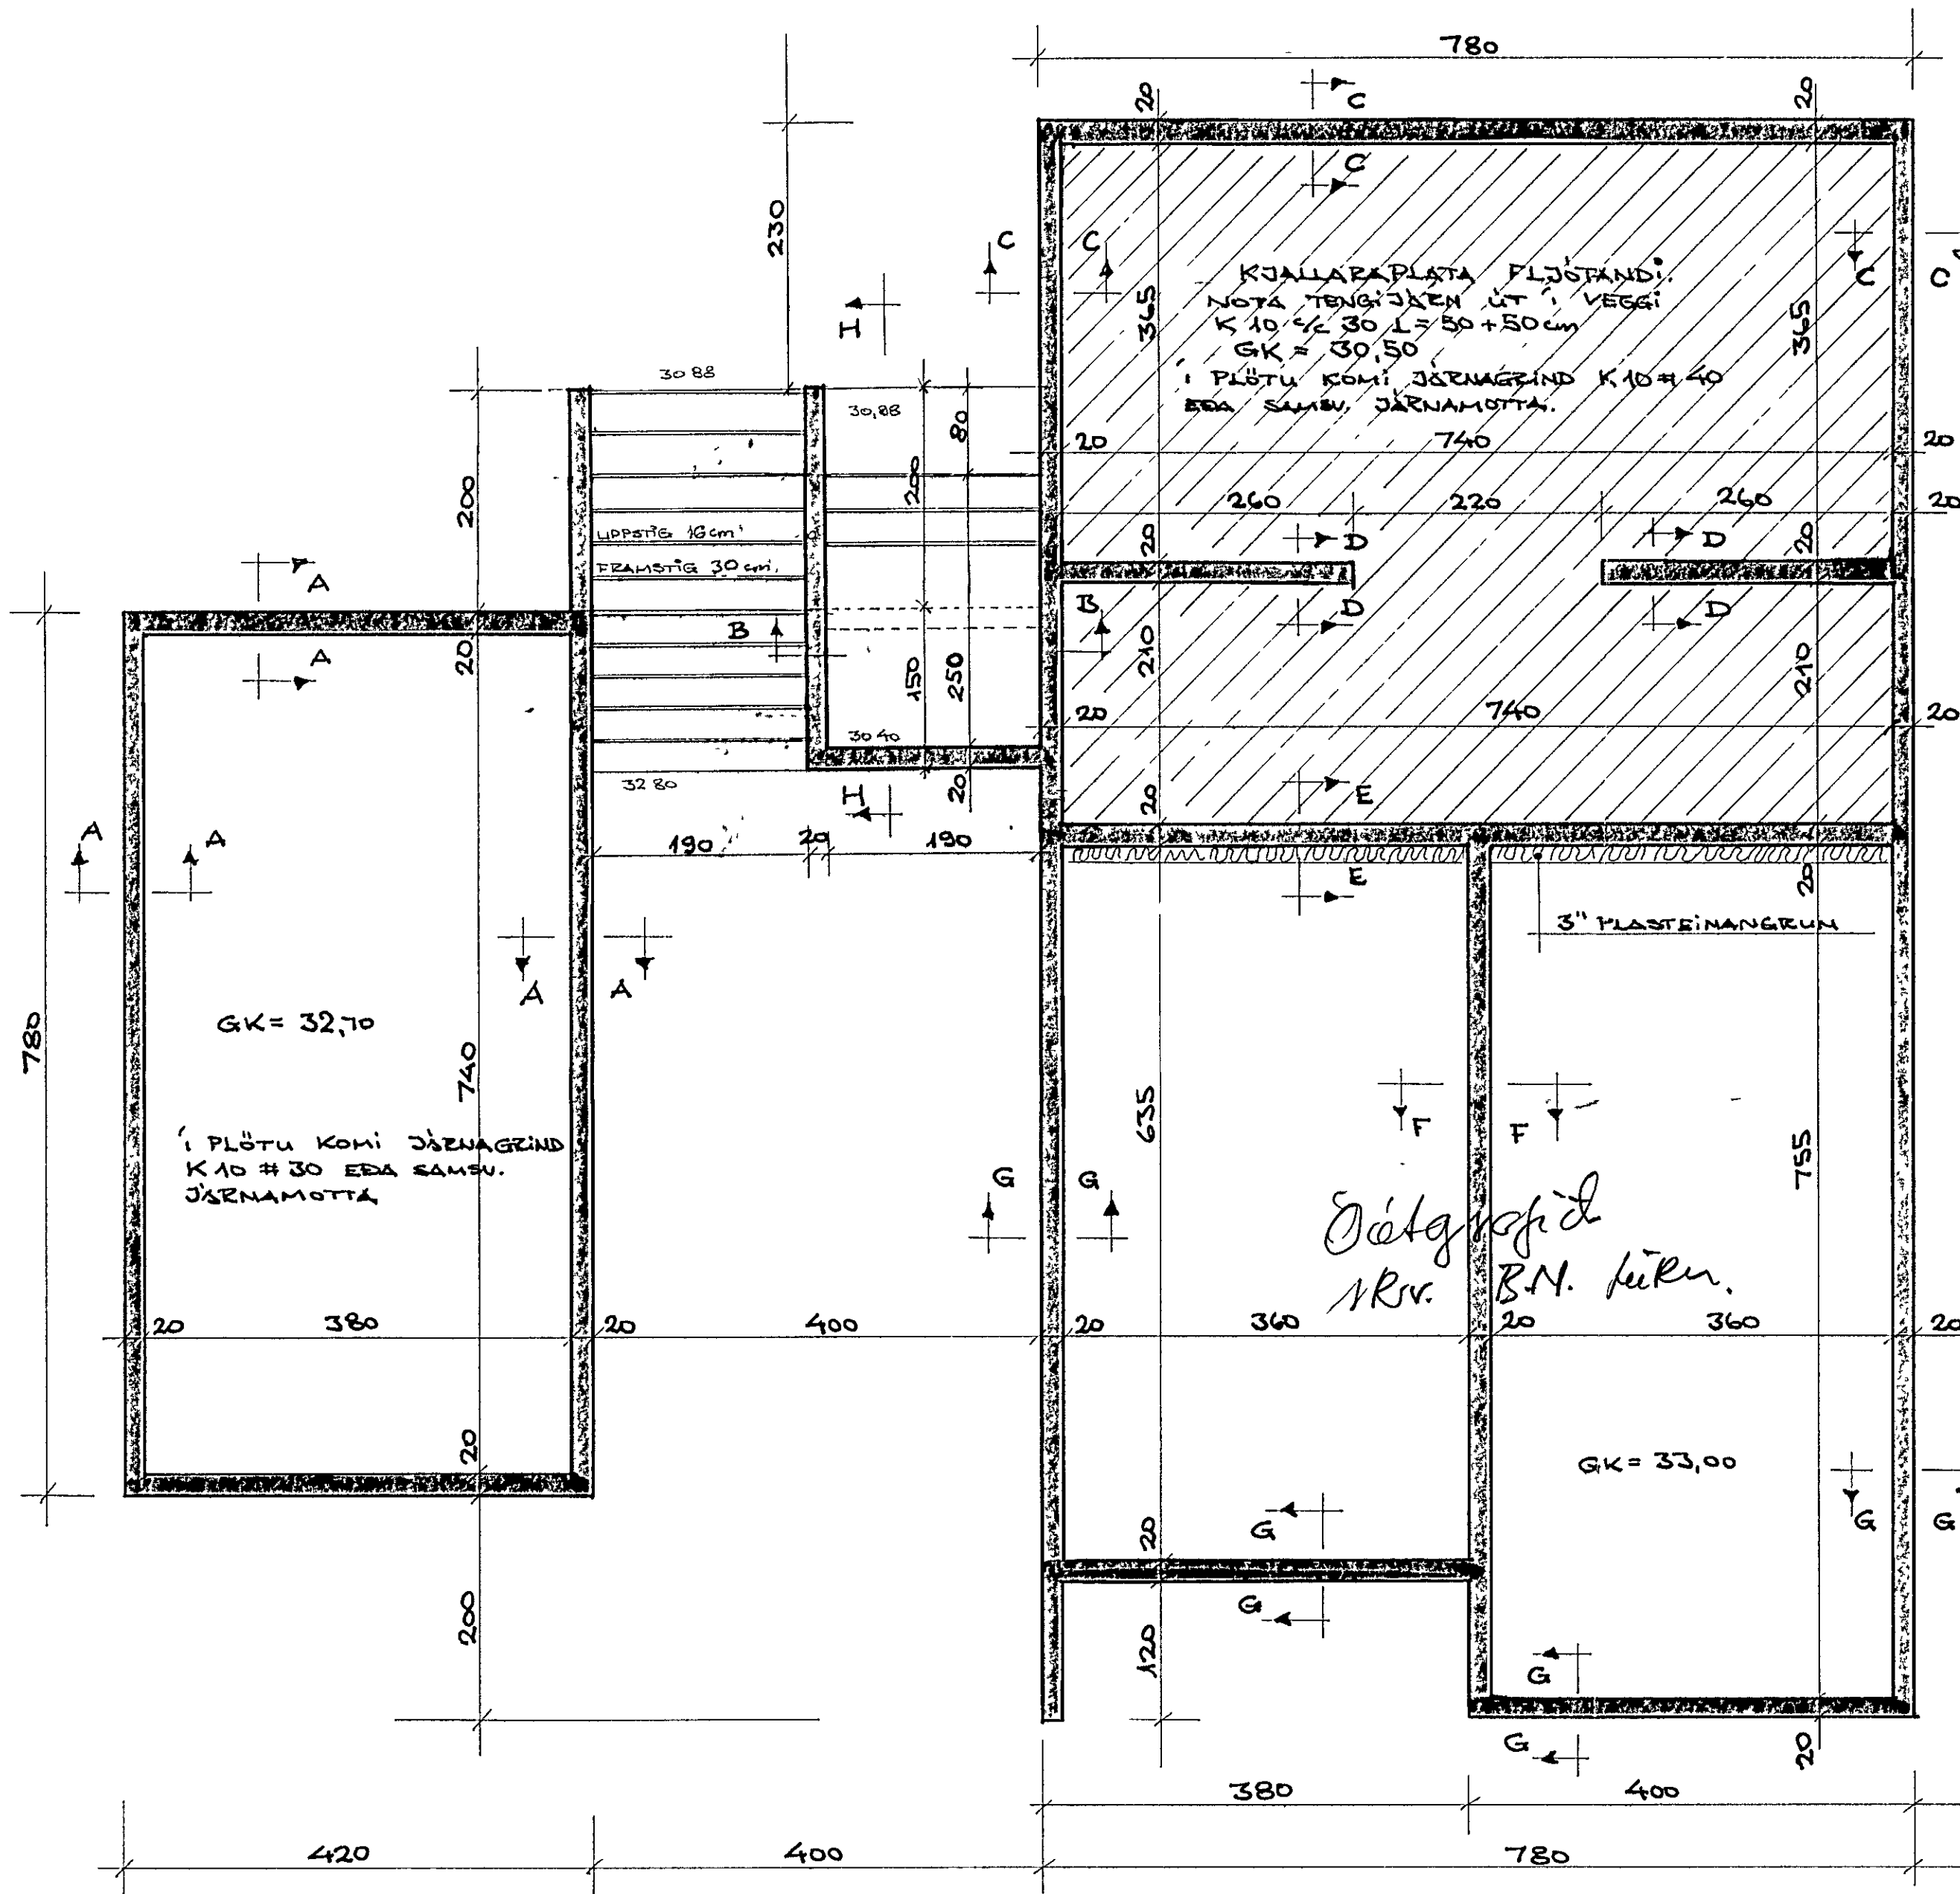 780
20
20
C
C
230
C
C
C
C
KJALLARAPLATA FLJÓTANDI.
NOTA TENGIJÁRN ÚT Í VEGGI
K 10 c/c 30 L = 50 + 50 cm
GK = 30,50
Í PLÖTU KOMI JÁRNAGRIND K 10 # 40
EÐA SAMSV. JÁRNAMOTTA.
365
365
H
30 88
30,88
80
20
740
20
200
200
260
220
260
20
UPPSTIG 16 cm
FRAMSTIG 30 cm.
20
D
D
20
A
B
B
D
D
A
20
150
250
210
210
20
740
20
30 40
32 80
H
20
20
E
190
20
190
A
A
E
20
3" PLASTEINANGRUN
A
A
780
GK = 32,70
740
635
F
F
755
Í PLÖTU KOMI JÁRNAGRIND
K 10 # 30 EÐA SAMSV.
JÁRNAMOTTA
G
G
B.N.
20
380
20
400
20
360
20
360
20
20
GK = 33,00
G
G
G
20
200
G
120
G
G
20
380
400
420
400
780